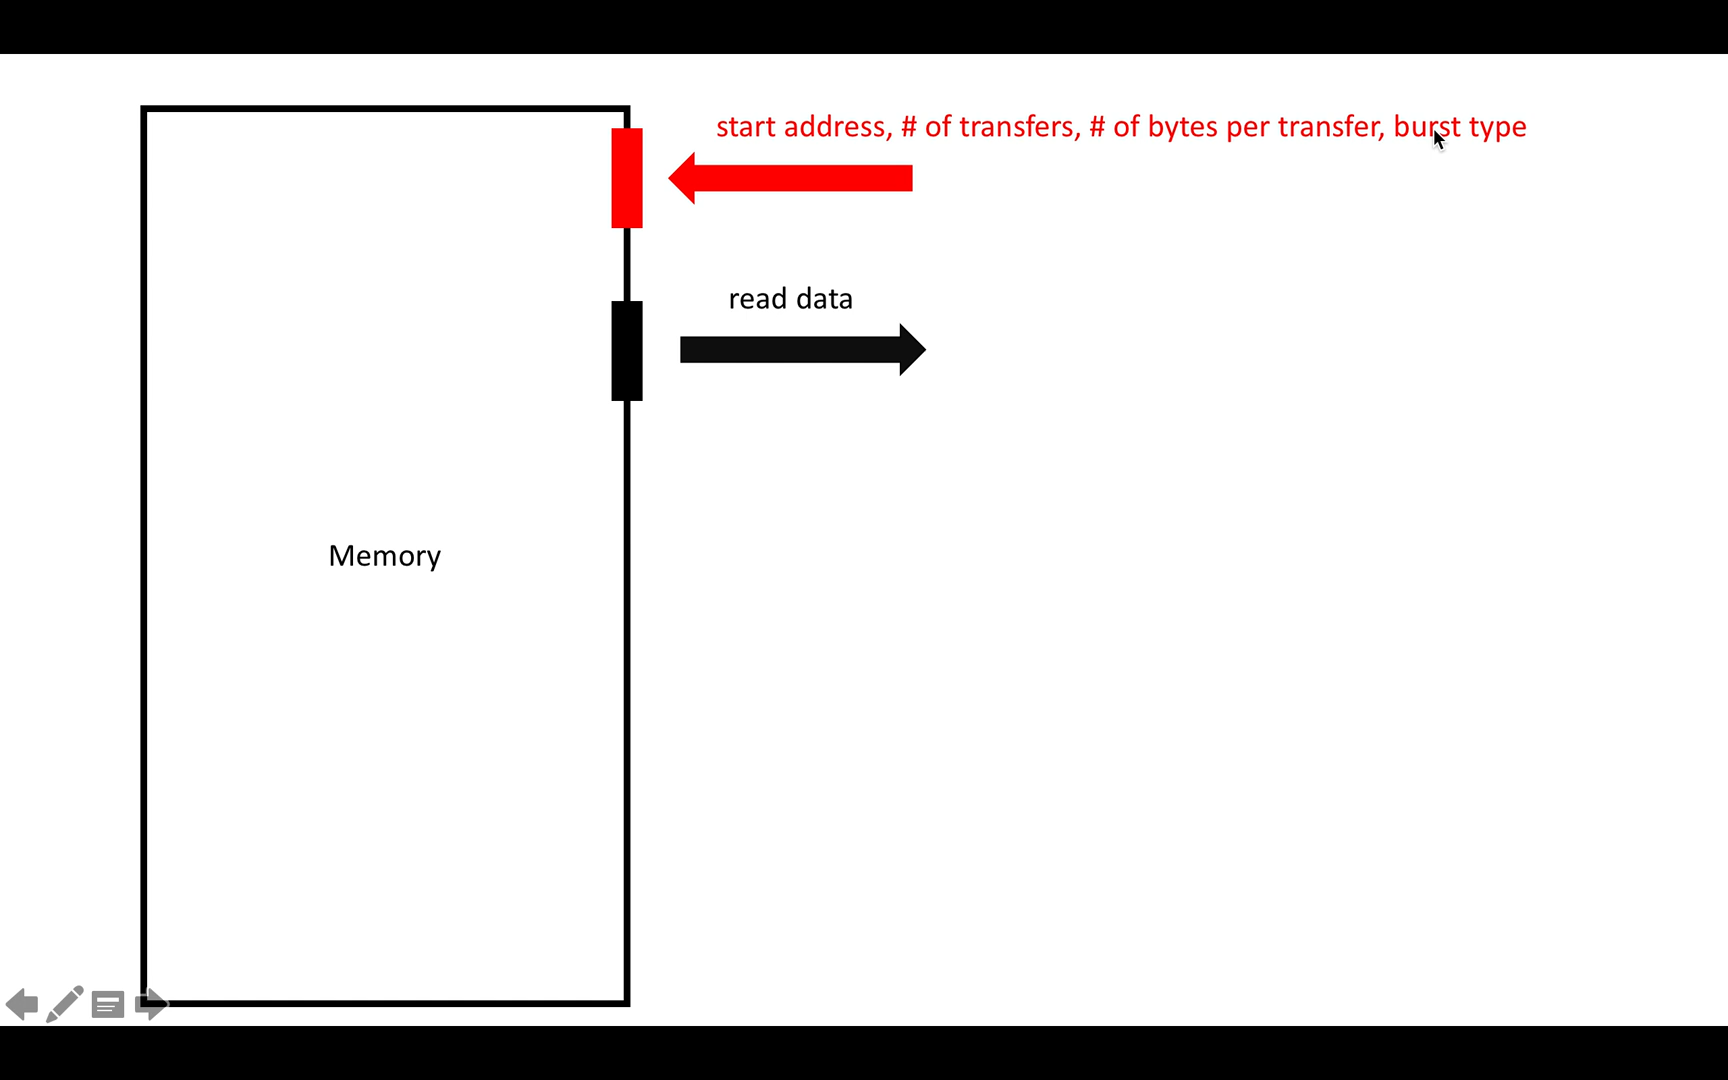 start address, # of transfers, # of bytes per transfer, burst type
read data
Memory